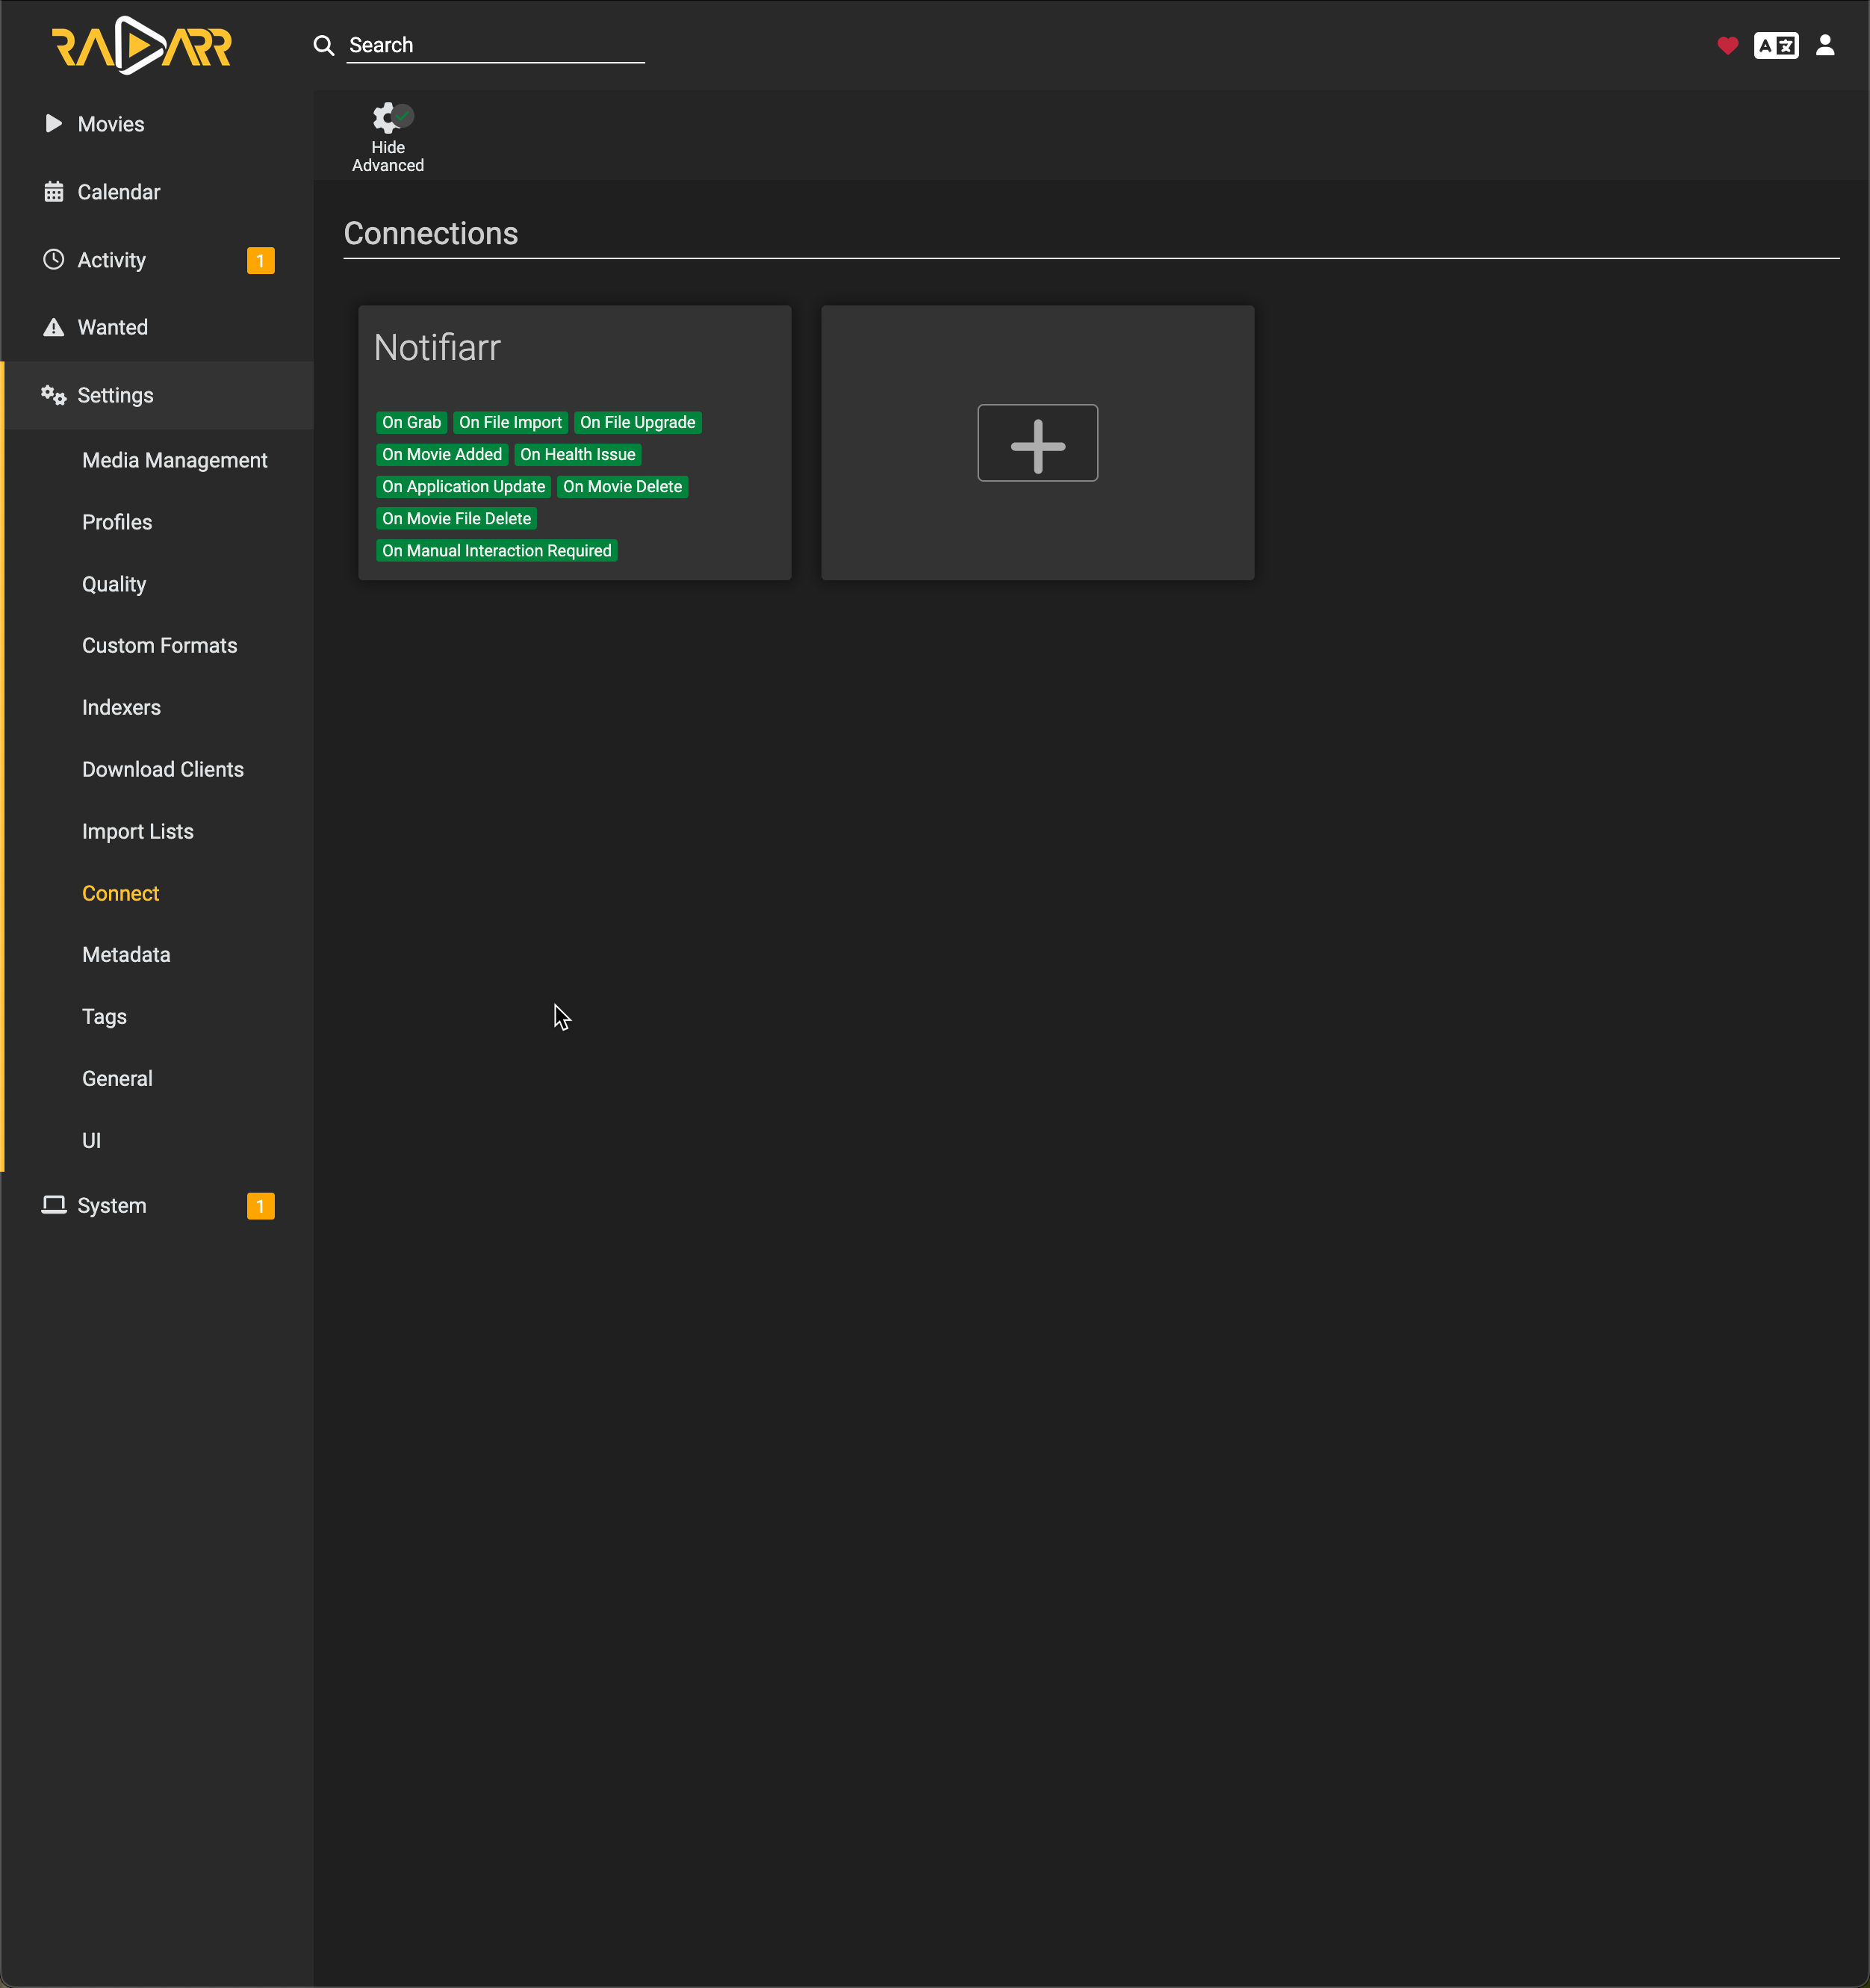 RADARR
Search
A 文
Movies
Calendar
Activity 1
Wanted
Settings
Media Management
Profiles
Quality
Custom Formats
Indexers
Download Clients
Import Lists
Connect
Metadata
Tags
General
UI
System 1
Hide
Advanced
Connections
Notifiarr
On Grab On File Import On File Upgrade
On Movie Added On Health Issue
On Application Update On Movie Delete
On Movie File Delete
On Manual Interaction Required